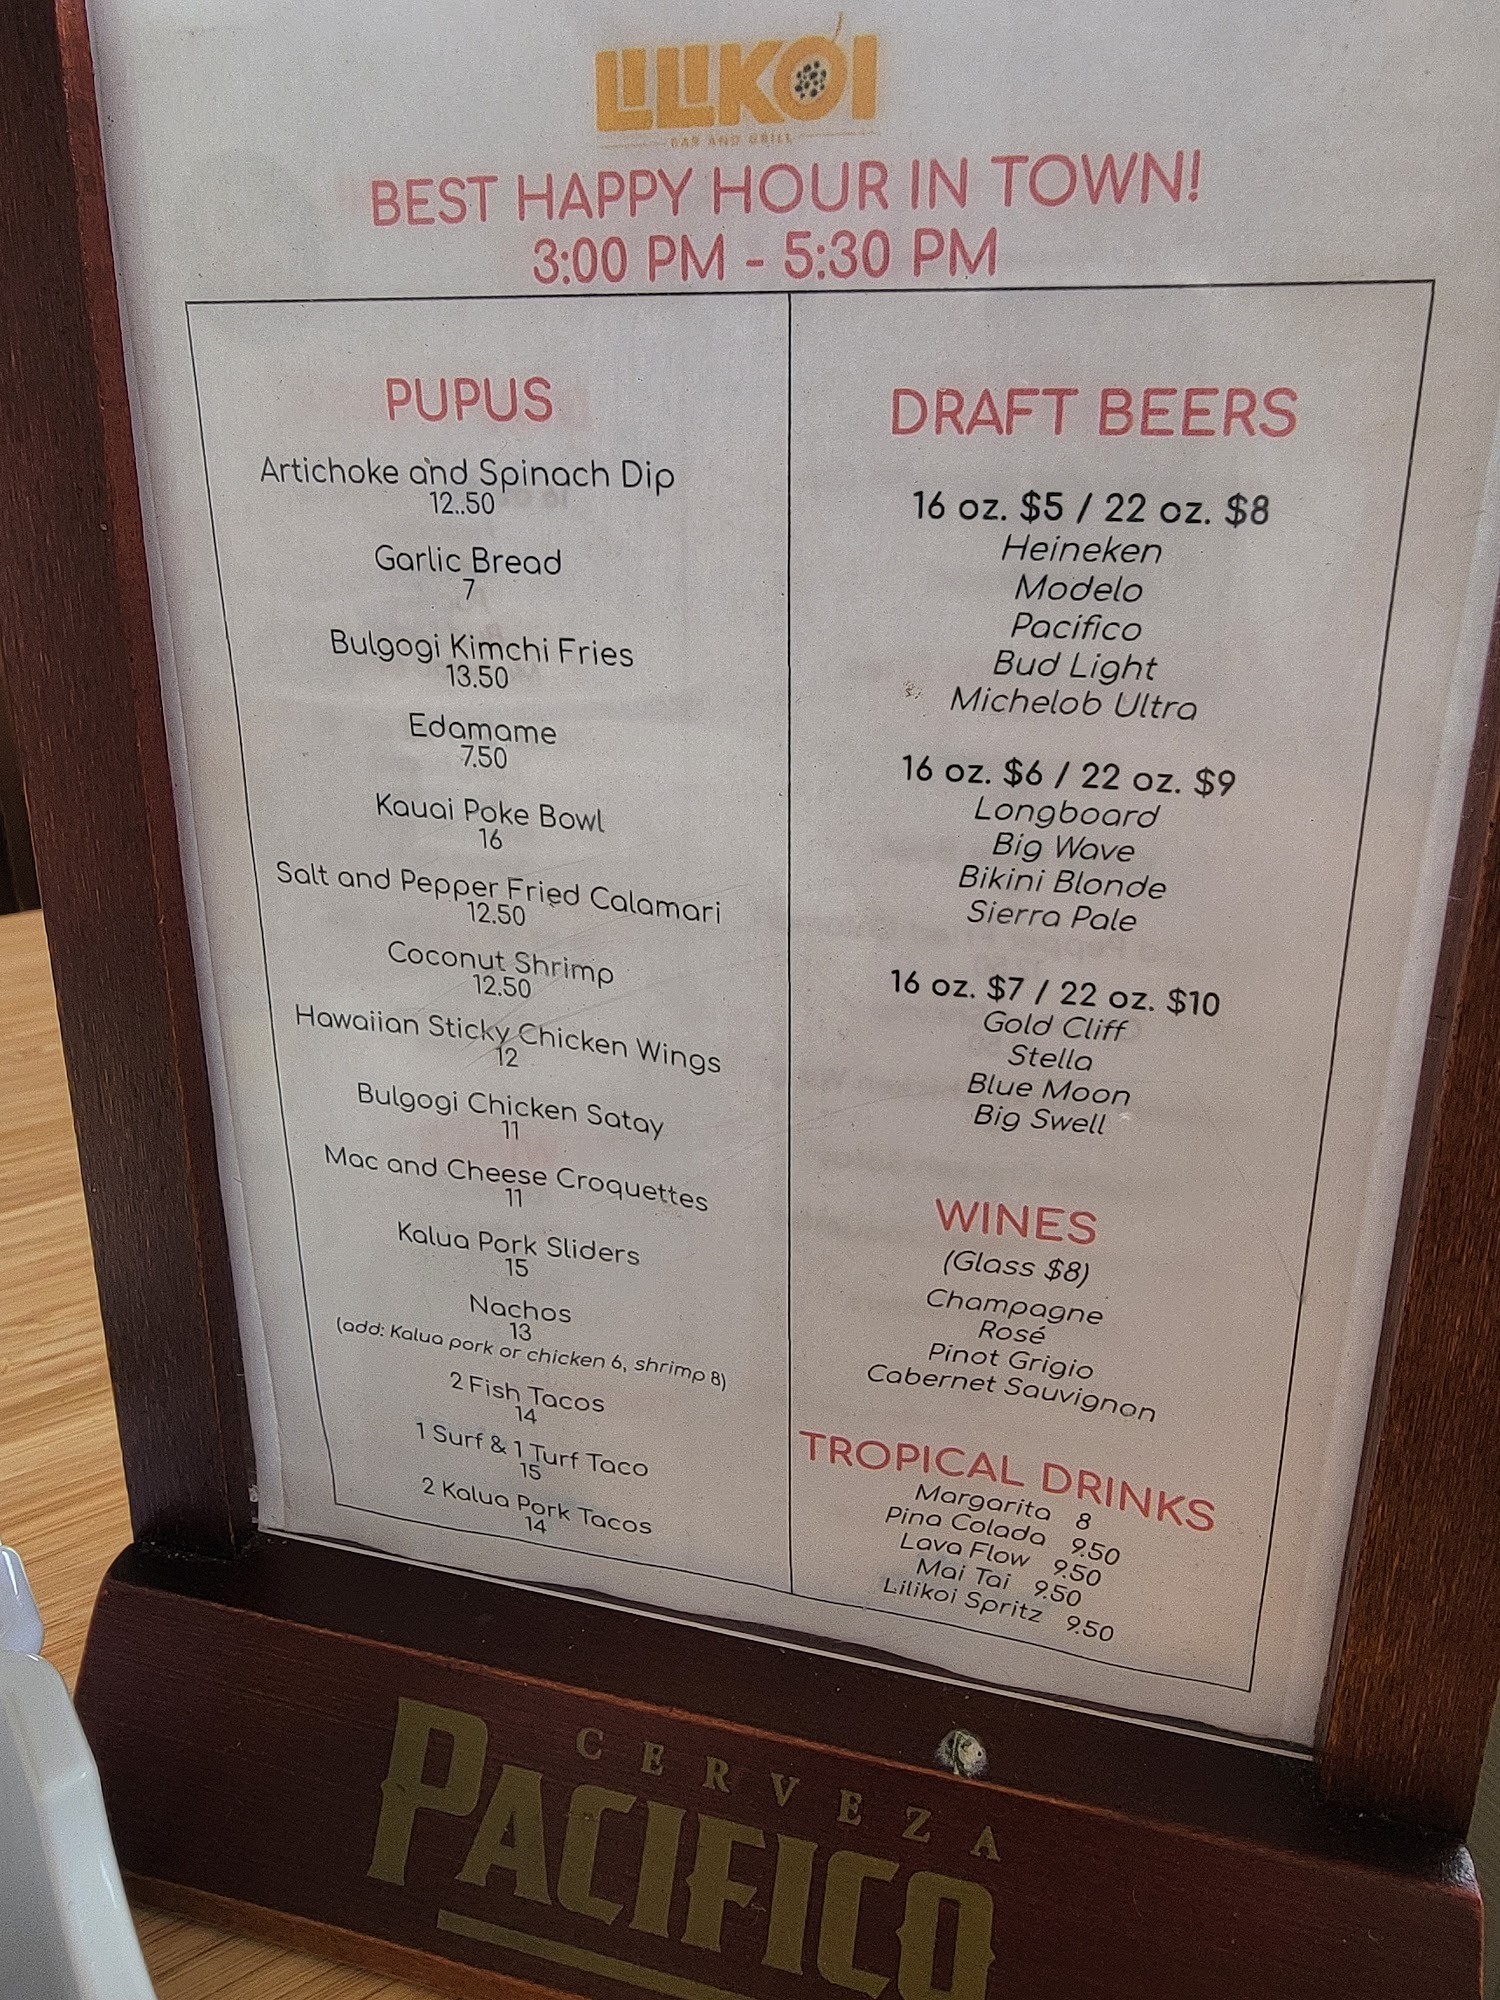 LILIKOI
BAR AND GRILL
BEST HAPPY HOUR IN TOWN!
3:00 PM - 5:30 PM
PUPUS
Artichoke and Spinach Dip
12..50
Garlic Bread
7
Bulgogi Kimchi Fries
13.50
Edamame
7.50
Kauai Poke Bowl
16
Salt and Pepper Fried Calamari
12.50
Coconut Shrimp
12.50
Hawaiian Sticky Chicken Wings
12
Bulgogi Chicken Satay
11
Mac and Cheese Croquettes
11
Kalua Pork Sliders
15
Nachos
13
(add: Kalua pork or chicken 6, shrimp 8)
2 Fish Tacos
14
1 Surf & 1 Turf Taco
15
2 Kalua Pork Tacos
14
DRAFT BEERS
16 oz. $5 / 22 oz. $8
Heineken
Modelo
Pacifico
Bud Light
Michelob Ultra
16 oz. $6 / 22 oz. $9
Longboard
Big Wave
Bikini Blonde
Sierra Pale
16 oz. $7 / 22 oz. $10
Gold Cliff
Stella
Blue Moon
Big Swell
WINES
(Glass $8)
Champagne
Rosé
Pinot Grigio
Cabernet Sauvignon
TROPICAL DRINKS
Margarita 8
Pina Colada 9.50
Lava Flow 9.50
Mai Tai 9.50
Lilikoi Spritz 9.50
CERVEZA
PACIFICO